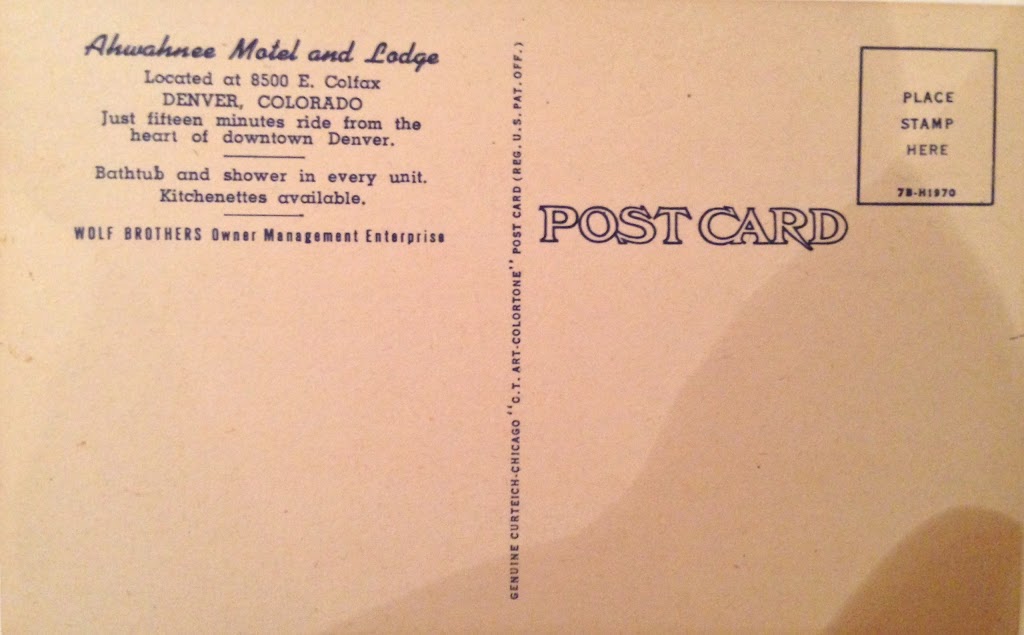 Ahwahnee Motel and Lodge
Located at 8500 E. Colfax
DENVER, COLORADO
Just fifteen minutes ride from the
heart of downtown Denver.
Bathtub and shower in every unit.
Kitchenettes available.
WOLF BROTHERS Owner Management Enterprise
GENUINE CURTEICH-CHICAGO "C.T. ART-COLORTONE" POST CARD (REG. U.S. PAT. OFF.)
POST CARD
PLACE
STAMP
HERE
7B-H1970